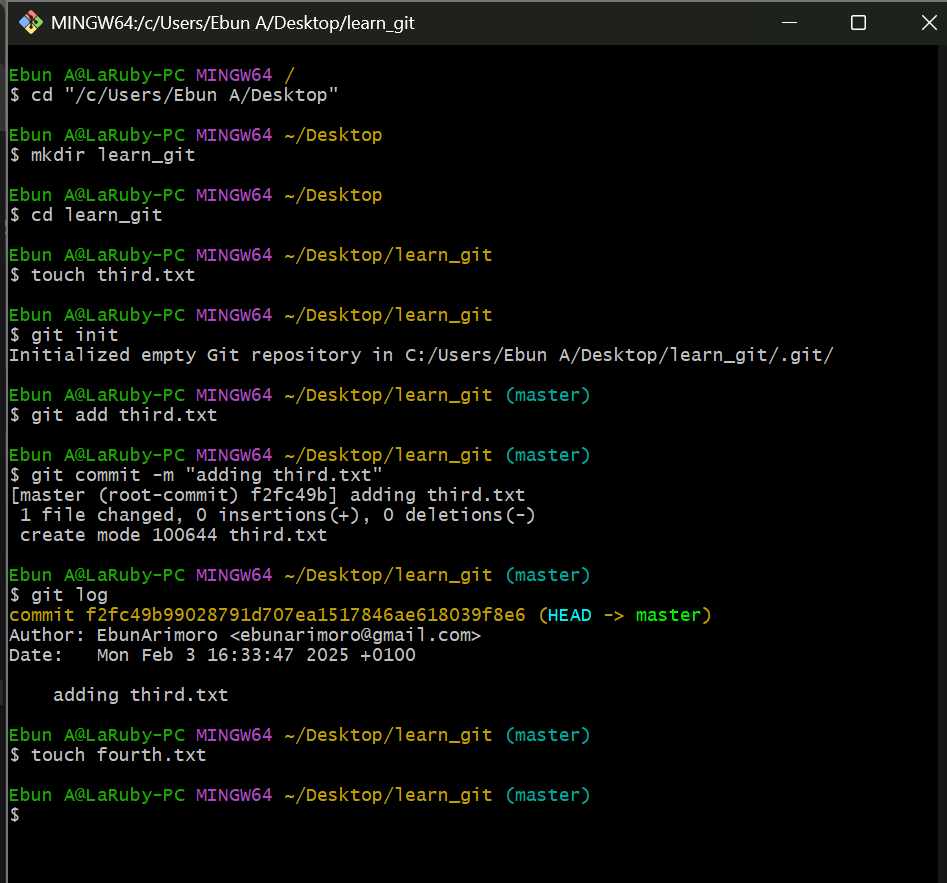 MINGW64:/c/Users/Ebun A/Desktop/learn_git
Ebun A@LaRuby-PC MINGW64 /
$ cd "/c/Users/Ebun A/Desktop"
Ebun A@LaRuby-PC MINGW64 ~/Desktop
$ mkdir learn_git
Ebun A@LaRuby-PC MINGW64 ~/Desktop
$ cd learn_git
Ebun A@LaRuby-PC MINGW64 ~/Desktop/learn_git
$ touch third.txt
Ebun A@LaRuby-PC MINGW64 ~/Desktop/learn_git
$ git init
Initialized empty Git repository in C:/Users/Ebun A/Desktop/learn_git/.git/
Ebun A@LaRuby-PC MINGW64 ~/Desktop/learn_git (master)
$ git add third.txt
Ebun A@LaRuby-PC MINGW64 ~/Desktop/learn_git (master)
$ git commit -m "adding third.txt"
[master (root-commit) f2fc49b] adding third.txt
 1 file changed, 0 insertions(+), 0 deletions(-)
 create mode 100644 third.txt
Ebun A@LaRuby-PC MINGW64 ~/Desktop/learn_git (master)
$ git log
commit f2fc49b99028791d707ea1517846ae618039f8e6 (HEAD -> master)
Author: EbunArimoro <ebunarimoro@gmail.com>
Date:   Mon Feb 3 16:33:47 2025 +0100
    adding third.txt
Ebun A@LaRuby-PC MINGW64 ~/Desktop/learn_git (master)
$ touch fourth.txt
Ebun A@LaRuby-PC MINGW64 ~/Desktop/learn_git (master)
$